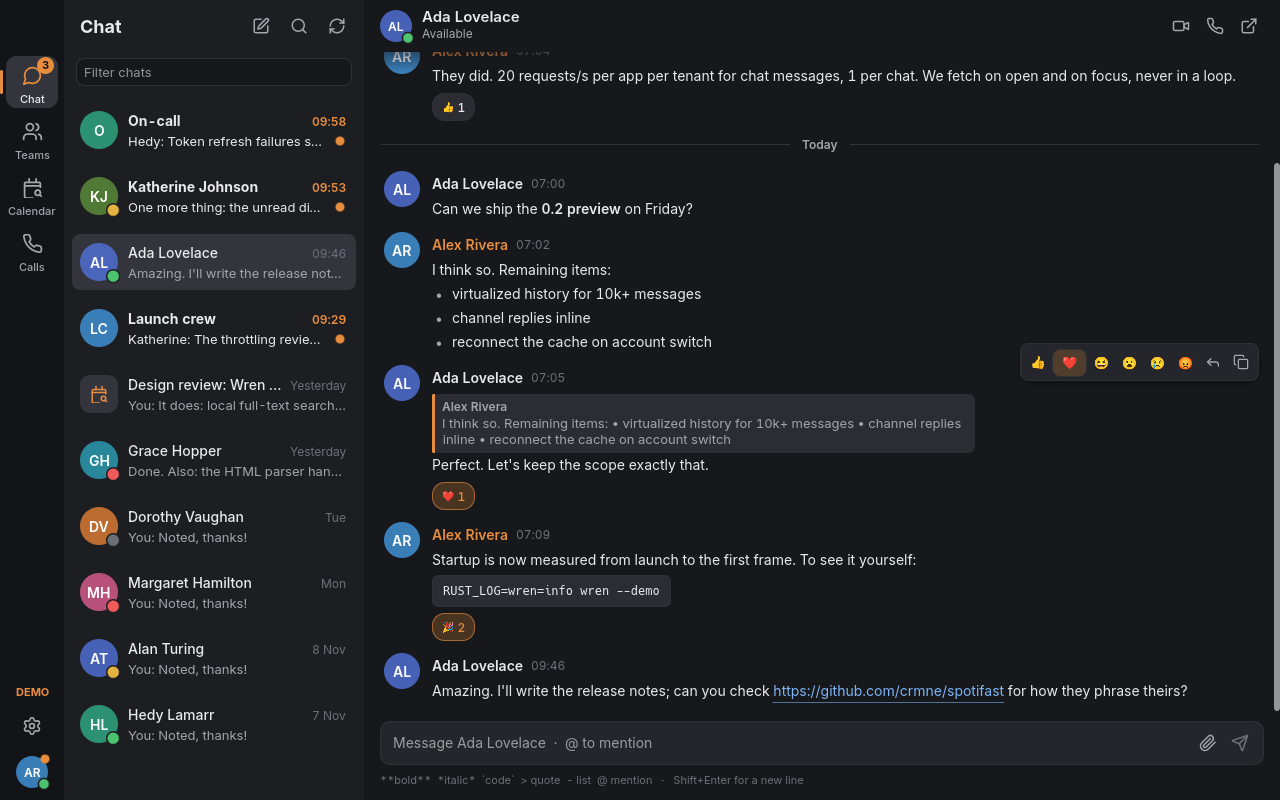 Chat
Ada Lovelace
Available
3
Chat
Teams
Calendar
Calls
DEMO
AR
Filter chats
O
On-call
09:58
Hedy: Token refresh failures s...
KJ
Katherine Johnson
09:53
One more thing: the unread di...
AL
Ada Lovelace
09:46
Amazing. I'll write the release not...
LC
Launch crew
09:29
Katherine: The throttling revie...
Design review: Wren ...
Yesterday
You: It does: local full-text search...
GH
Grace Hopper
Yesterday
Done. Also: the HTML parser han...
DV
Dorothy Vaughan
Tue
You: Noted, thanks!
MH
Margaret Hamilton
Mon
You: Noted, thanks!
AT
Alan Turing
8 Nov
You: Noted, thanks!
HL
Hedy Lamarr
7 Nov
You: Noted, thanks!
AL
AR
Alex Rivera
They did. 20 requests/s per app per tenant for chat messages, 1 per chat. We fetch on open and on focus, never in a loop.
👍 1
Today
AL
Ada Lovelace 07:00
Can we ship the 0.2 preview on Friday?
AR
Alex Rivera 07:02
I think so. Remaining items:
• virtualized history for 10k+ messages
• channel replies inline
• reconnect the cache on account switch
AL
Ada Lovelace 07:05
Alex Rivera
I think so. Remaining items: • virtualized history for 10k+ messages • channel replies
inline • reconnect the cache on account switch
Perfect. Let's keep the scope exactly that.
❤️ 1
AR
Alex Rivera 07:09
Startup is now measured from launch to the first frame. To see it yourself:
RUST_LOG=wren=info wren --demo
🎉 2
AL
Ada Lovelace 09:46
Amazing. I'll write the release notes; can you check https://github.com/crmne/spotifast for how they phrase theirs?
Message Ada Lovelace · @ to mention
**bold** *italic* `code` > quote - list @ mention · Shift+Enter for a new line